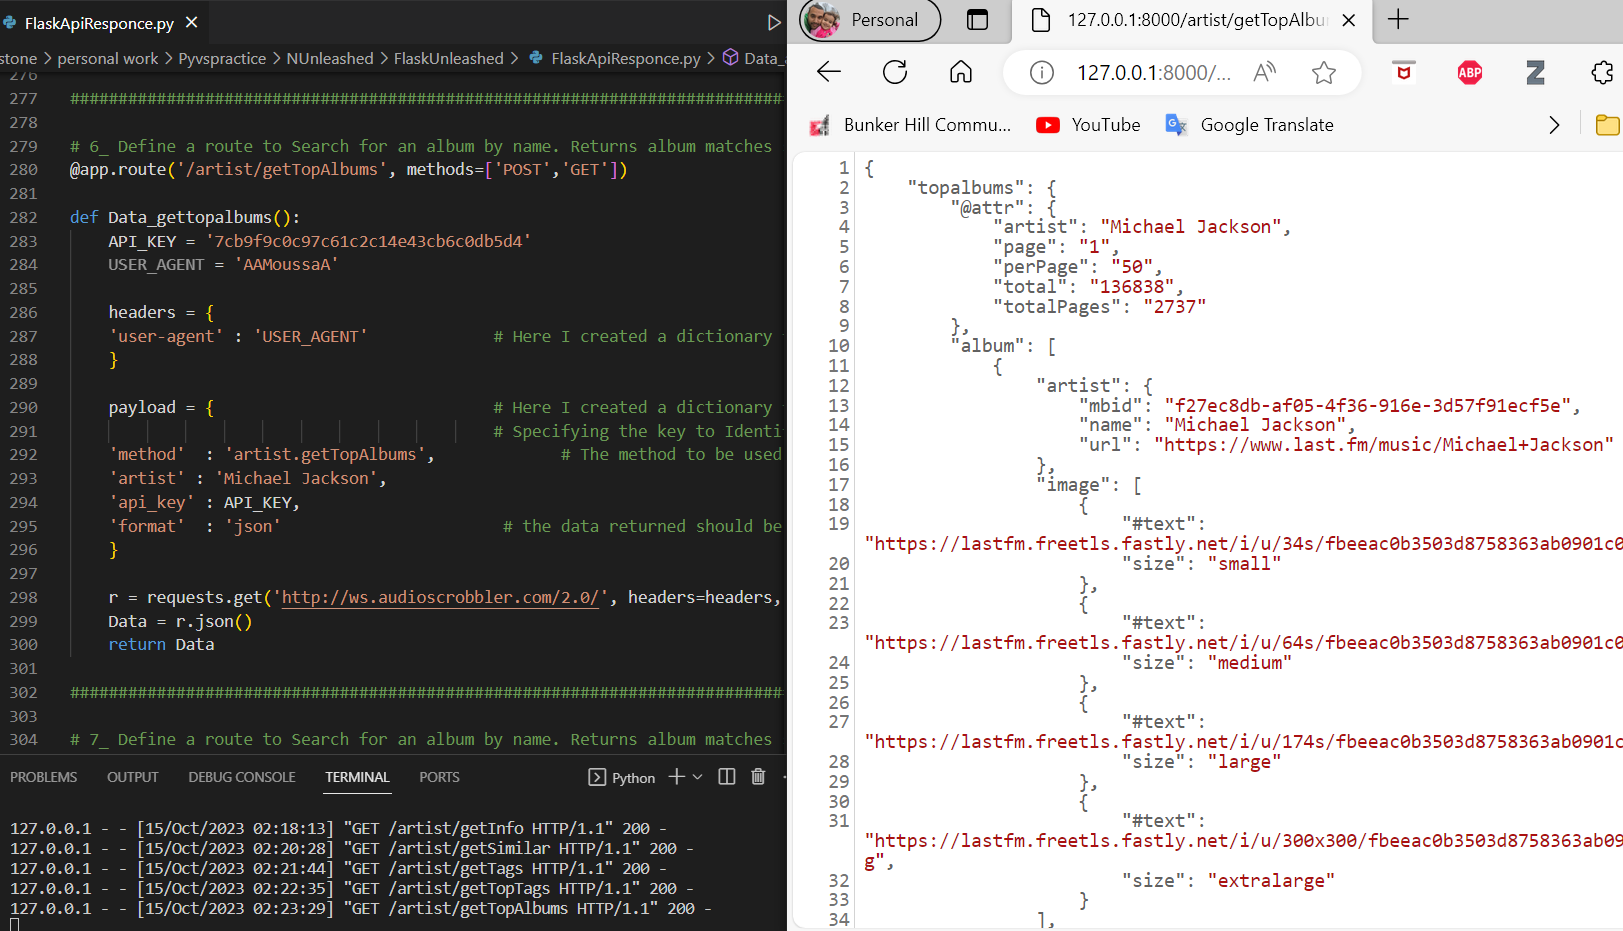 FlaskApiResponce.py
stone > personal work > Pyvspractice > NUnleashed > FlaskUnleashed > FlaskApiResponce.py > Data_
276
277 ##########################################################################
278
279 # 6_ Define a route to Search for an album by name. Returns album matches
280 @app.route('/artist/getTopAlbums', methods=['POST','GET'])
281
282 def Data_gettopalbums():
283 API_KEY = '7cb9f9c0c97c61c2c14e43cb6c0db5d4'
284 USER_AGENT = 'AAMoussaA'
285
286 headers = {
287 'user-agent' : 'USER_AGENT' # Here I created a dictionary
288 }
289
290 payload = { # Here I created a dictionary
291 # Specifying the key to Identi
292 'method' : 'artist.getTopAlbums', # The method to be used
293 'artist' : 'Michael Jackson',
294 'api_key' : API_KEY,
295 'format' : 'json' # the data returned should be
296 }
297
298 r = requests.get('http://ws.audioscrobbler.com/2.0/', headers=headers,
299 Data = r.json()
300 return Data
301
302 ##########################################################################
303
304 # 7_ Define a route to Search for an album by name. Returns album matches
PROBLEMS OUTPUT DEBUG CONSOLE TERMINAL PORTS Python
127.0.0.1 - - [15/Oct/2023 02:18:13] "GET /artist/getInfo HTTP/1.1" 200 -
127.0.0.1 - - [15/Oct/2023 02:20:28] "GET /artist/getSimilar HTTP/1.1" 200 -
127.0.0.1 - - [15/Oct/2023 02:21:44] "GET /artist/getTags HTTP/1.1" 200 -
127.0.0.1 - - [15/Oct/2023 02:22:35] "GET /artist/getTopTags HTTP/1.1" 200 -
127.0.0.1 - - [15/Oct/2023 02:23:29] "GET /artist/getTopAlbums HTTP/1.1" 200 -
Personal 127.0.0.1:8000/artist/getTopAlbu
127.0.0.1:8000/... A ABP Z
Bunker Hill Commu... YouTube Google Translate
1 {
2 "topalbums": {
3 "@attr": {
4 "artist": "Michael Jackson",
5 "page": "1",
6 "perPage": "50",
7 "total": "136838",
8 "totalPages": "2737"
9 },
10 "album": [
11 {
12 "artist": {
13 "mbid": "f27ec8db-af05-4f36-916e-3d57f91ecf5e",
14 "name": "Michael Jackson",
15 "url": "https://www.last.fm/music/Michael+Jackson"
16 },
17 "image": [
18 {
19 "#text":
"https://lastfm.freetls.fastly.net/i/u/34s/fbeeac0b3503d8758363ab0901c0
20 "size": "small"
21 },
22 {
23 "#text":
"https://lastfm.freetls.fastly.net/i/u/64s/fbeeac0b3503d8758363ab0901c0
24 "size": "medium"
25 },
26 {
27 "#text":
"https://lastfm.freetls.fastly.net/i/u/174s/fbeeac0b3503d8758363ab0901c
28 "size": "large"
29 },
30 {
31 "#text":
"https://lastfm.freetls.fastly.net/i/u/300x300/fbeeac0b3503d8758363ab09
g",
32 "size": "extralarge"
33 }
34 ],